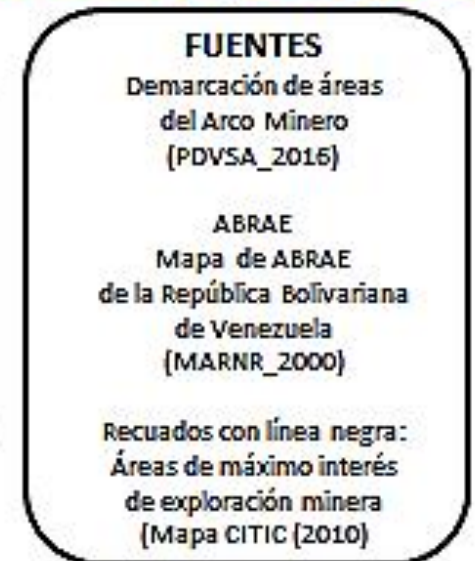 FUENTES
Demarcación de áreas
del Arco Minero
(PDVSA_2016)
ABRAE
Mapa de ABRAE
de la República Bolivariana
de Venezuela
(MARNR_2000)
Recuados con línea negra:
Áreas de máximo interés
de exploración minera
(Mapa CITIC (2010)